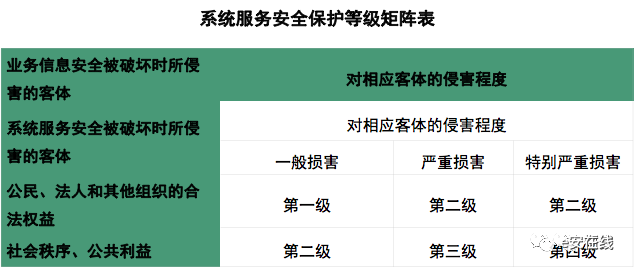 系统服务安全保护等级矩阵表
业务信息安全被破坏时所侵
害的客体
对相应客体的侵害程度
系统服务安全被破坏时所侵
害的客体
对相应客体的侵害程度
一般损害 严重损害 特别严重损害
公民、法人和其他组织的合
法权益
第一级 第二级 第二级
社会秩序、公共利益 第二级 第三级 第四级
e安在线